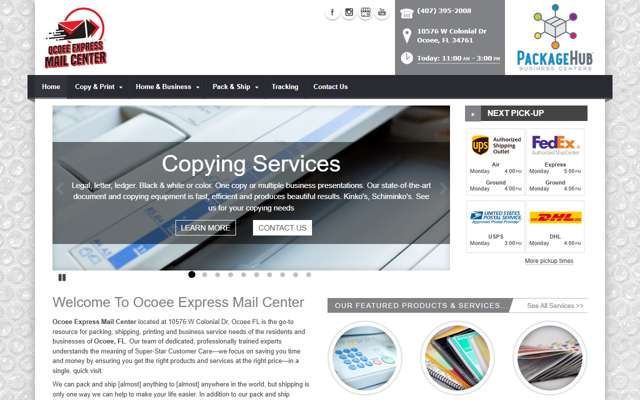 OCOEE EXPRESS
MAIL CENTER
(407) 395-2008
10576 W Colonial Dr
Ocoee, FL 34761
Today: 11:00 AM - 3:00 PM
PACKAGEHUB
BUSINESS CENTERS
Home
Copy & Print
Home & Business
Pack & Ship
Tracking
Contact Us
Copying Services
Legal, letter, ledger. Black & white or color. One copy or multiple business presentations. Our state-of-the-art
document and copying equipment is fast, efficient and produces beautiful results. Kinko's, Schiminko's. See
us for your copying needs
LEARN MORE
CONTACT US
NEXT PICK-UP
ups Authorized
Shipping
Outlet
Air
Monday 4:00 PM
Ground
Monday 4:00 PM
FedEx
Authorized ShipCenter
Express
Monday 5:00 PM
Ground
Monday 4:00 PM
UNITED STATES
POSTAL SERVICE
USPS
Monday 3:00 PM
DHL
DHL
Monday 4:00 PM
More pickup times
Welcome To Ocoee Express Mail Center
Ocoee Express Mail Center located at 10576 W Colonial Dr, Ocoee FL is the go-to
resource for packing, shipping, printing and business service needs of the residents and
businesses of Ocoee, FL. Our team of dedicated, professionally trained experts
understands the meaning of Super-Star Customer Care—we focus on saving you time
and money by ensuring you get the right products and services at the right price—in a
single, quick visit.
We can pack and ship [almost] anything to [almost] anywhere in the world, but shipping is
only one way we can help to make your life easier. In addition to our pack and ship
OUR FEATURED PRODUCTS & SERVICES...
See All Services >>